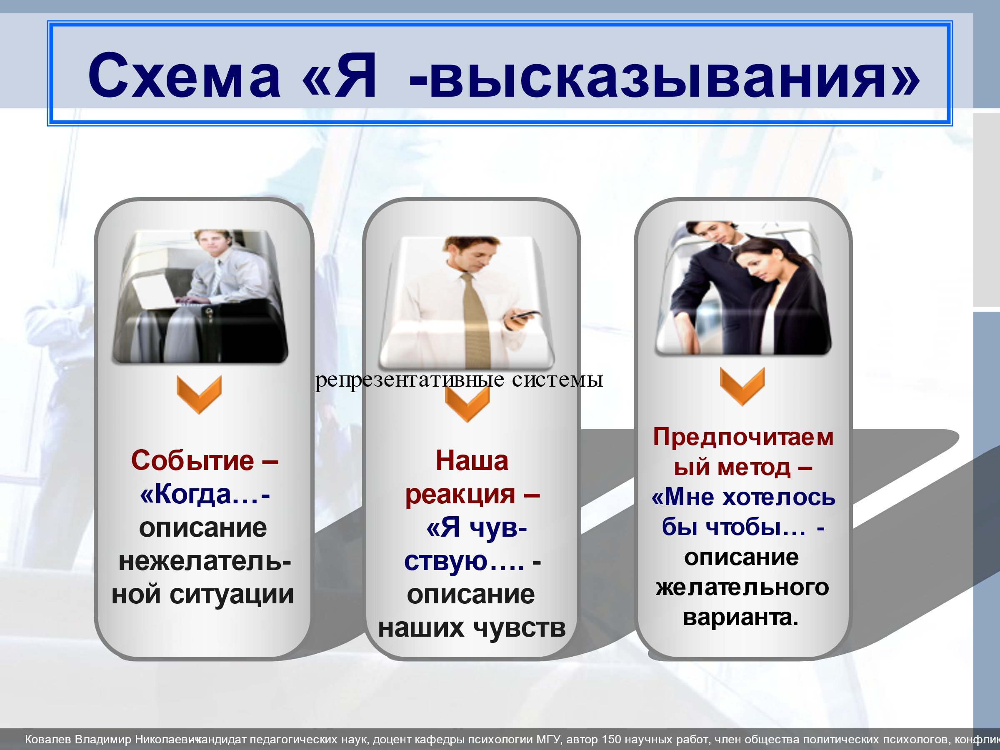 Схема «Я -высказывания»
репрезентативные системы
Событие –
«Когда…-
описание
нежелатель-
ной ситуации
Наша
реакция –
«Я чув-
ствую…. -
описание
наших чувств
Предпочитаем
ый метод –
«Мне хотелось
бы чтобы… -
описание
желательного
варианта.
Ковалев Владимир Николаевич-кандидат педагогических наук, доцент кафедры психологии МГУ, автор 150 научных работ, член общества политических психологов,